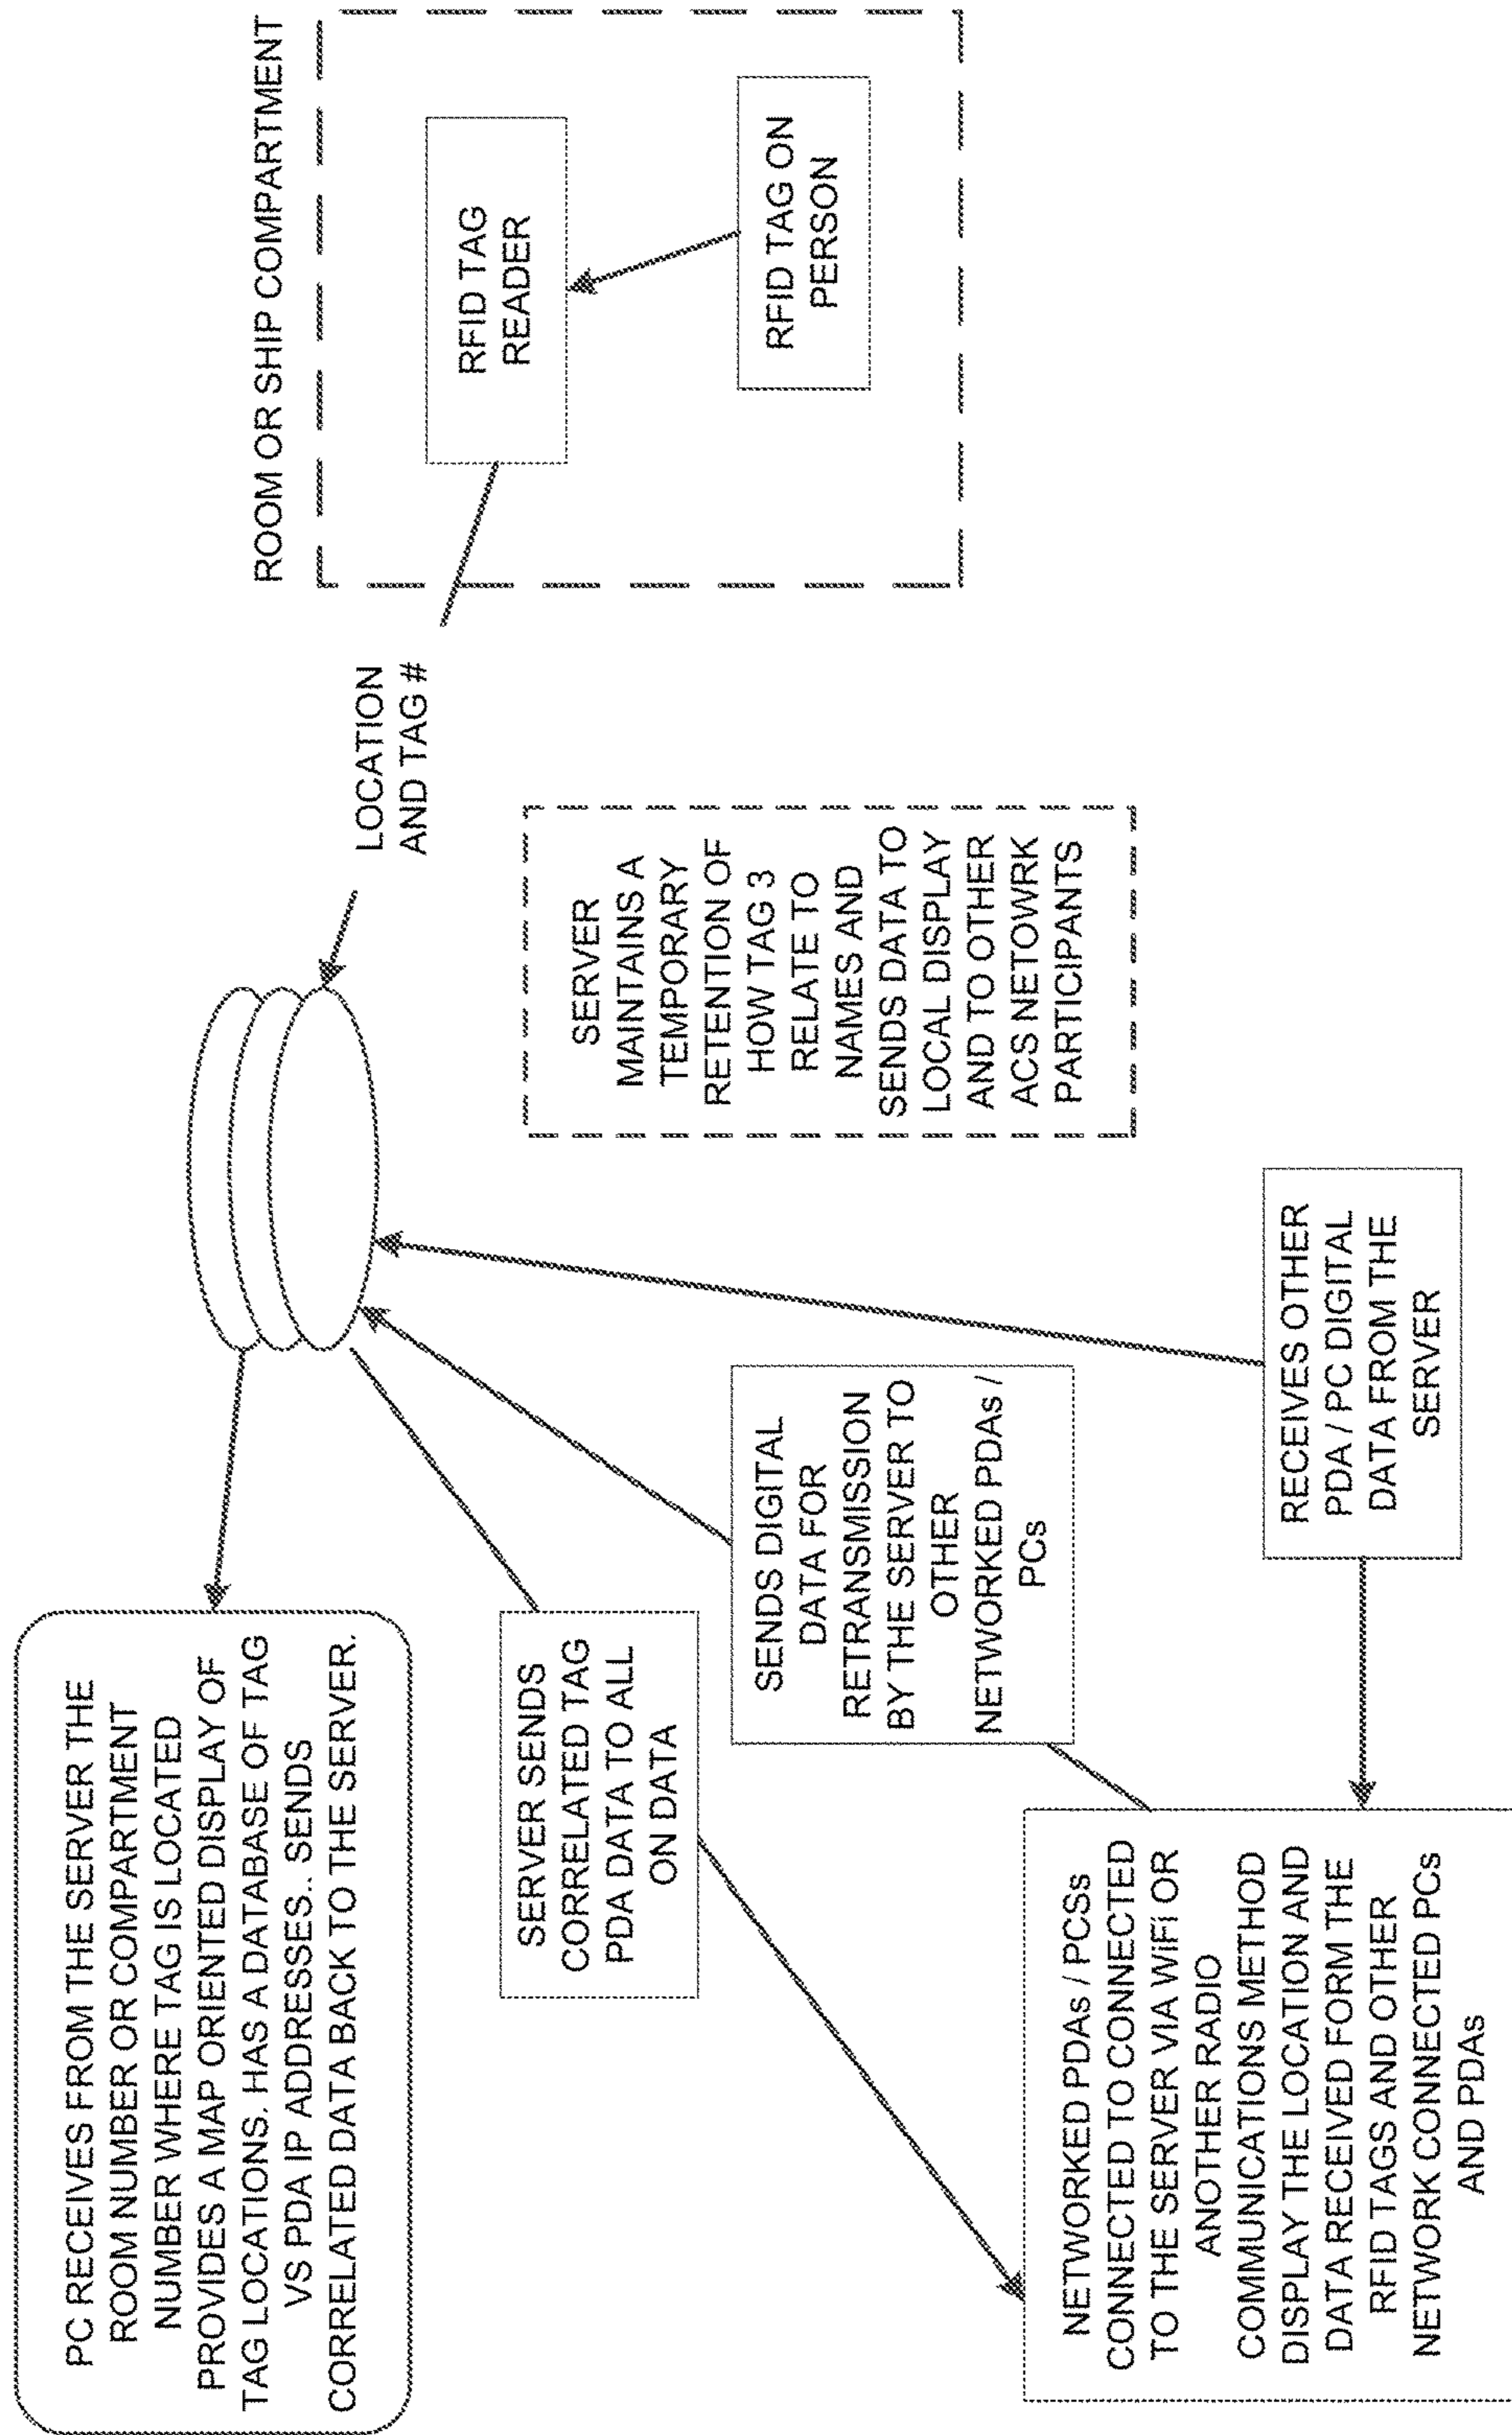 PC RECEIVES FROM THE SERVER THE
ROOM NUMBER OR COMPARTMENT
NUMBER WHERE TAG IS LOCATED
PROVIDES A MAP ORIENTED DISPLAY OF
TAG LOCATIONS. HAS A DATABASE OF TAG
VS PDA IP ADDRESSES.. SENDS
CORRELATED DATA BACK TO THE SERVER.
ROOM OR SHIP COMPARTMENT
RFID TAG
READER
RFID TAG ON
PERSON
LOCATION
AND TAG #
SERVER
MAINTAINS A
TEMPORARY
RETENTION OF
HOW TAG 3
RELATE TO
NAMES AND
SENDS DATA TO
LOCAL DISPLAY
AND TO OTHER
ACS NETOWRK
PARTICIPANTS
SERVER SENDS
CORRELATED TAG
PDA DATA TO ALL
ON DATA
SENDS DIGITAL
DATA FOR
RETRANSMISSION
BY THE SERVER TO
OTHER
NETWORKED PDAs /
PCs
RECEIVES OTHER
PDA / PC DIGITAL
DATA FROM THE
SERVER
NETWORKED PDAs / PCSs
CONNECTED TO CONNECTED
TO THE SERVER VIA WiFi OR
ANOTHER RADIO
COMMUNICATIONS METHOD
DISPLAY THE LOCATION AND
DATA RECEIVED FORM THE
RFID TAGS AND OTHER
NETWORK CONNECTED PCs
AND PDAs